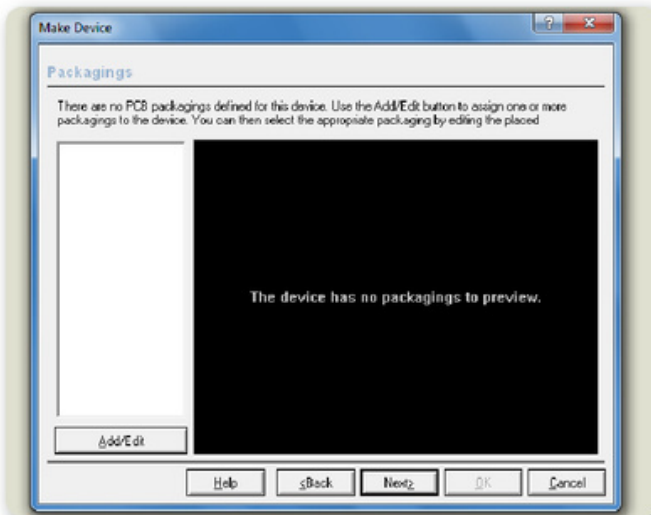 Make Device
Packagings
There are no PCB packagings defined for this device. Use the Add/Edit button to assign one or more
packagings to the device. You can then select the appropriate packaging by editing the placed
The device has no packagings to preview.
Add/Edit
Help
≤Back
Next≥
OK
Cancel